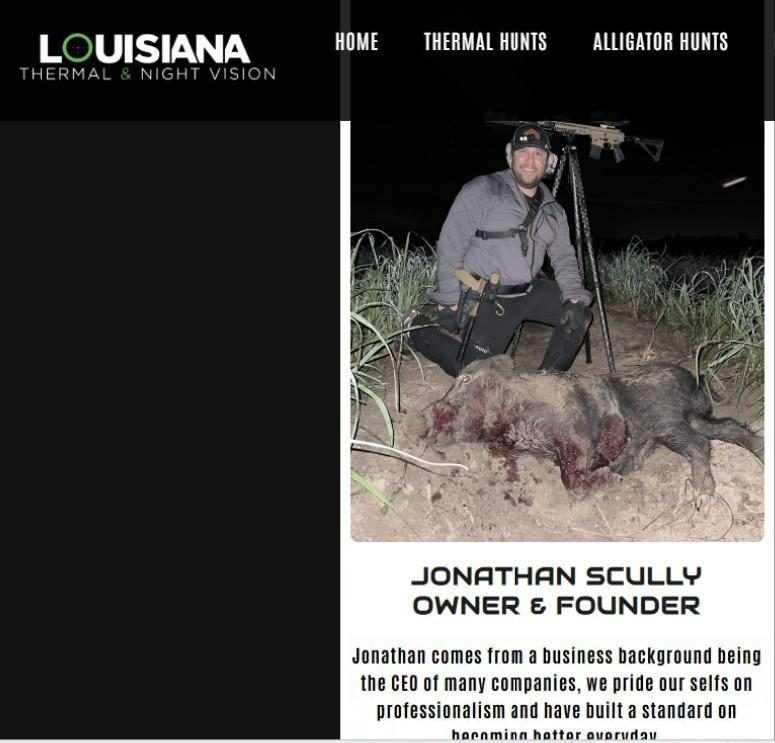 LOUISIANA
THERMAL & NIGHT VISION
HOME THERMAL HUNTS ALLIGATOR HUNTS
JONATHAN SCULLY
OWNER & FOUNDER
Jonathan comes from a business background being
the CEO of many companies, we pride our selfs on
professionalism and have built a standard on
becoming better everyday